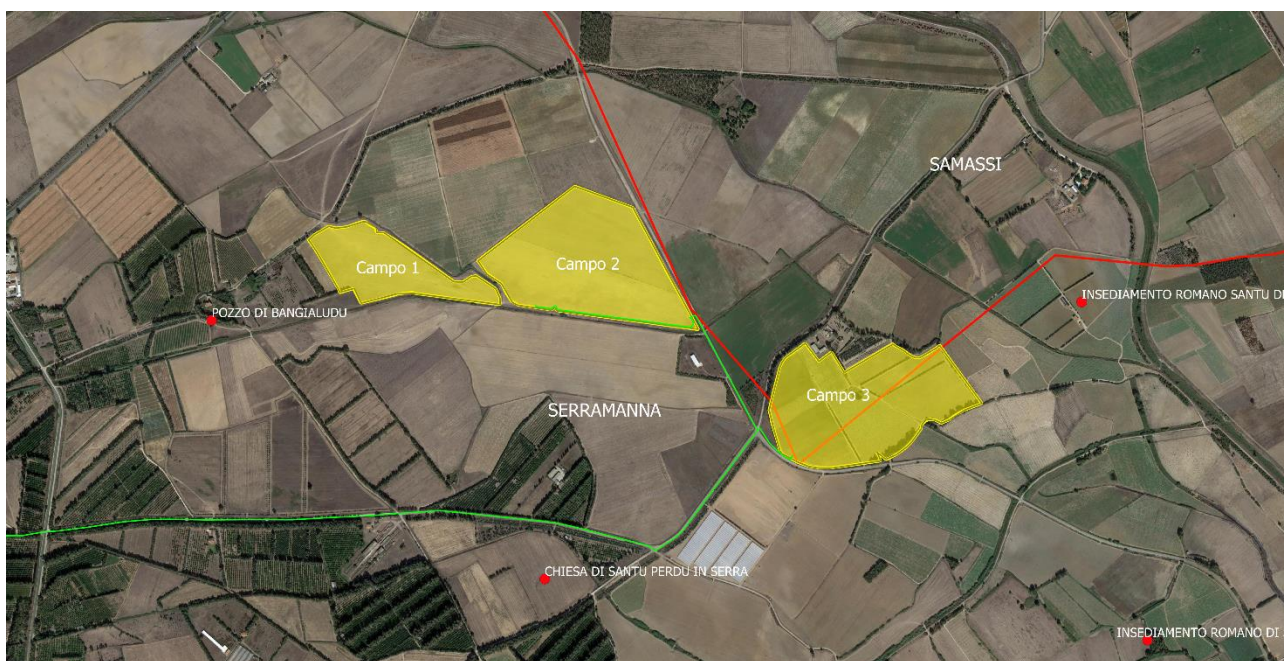 SAMASSI
Campo 1
Campo 2
INSEDIAMENTO ROMANO SANTU
POZZO DI BANGIALUDU
Campo 3
SERRAMANNA
CHIESA DI SANTU PERDU IN SERRA
INSEDIAMENTO ROMANO DI